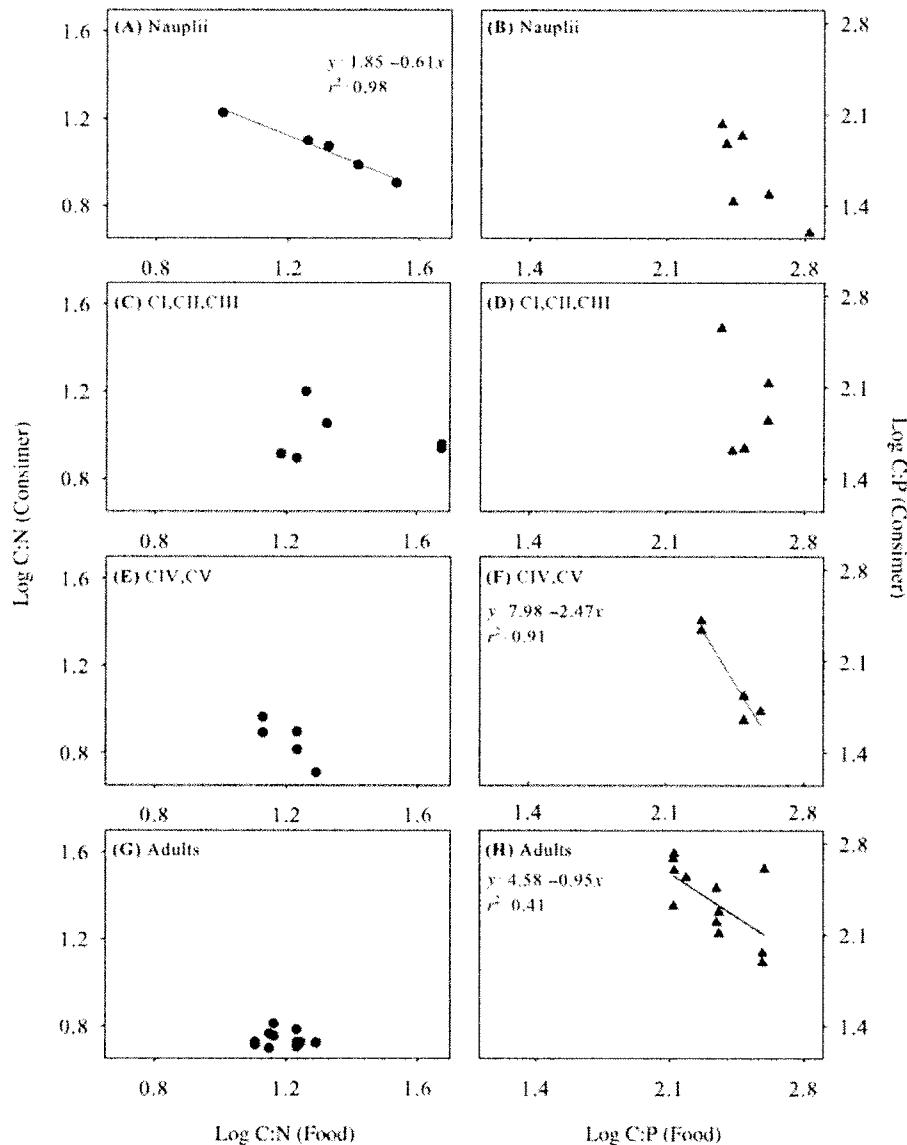 (A) Nauplii
y 1.85 −0.61x
r² 0.98
1.6
1.2
0.8
0.8 1.2 1.6
(B) Nauplii
2.8
2.1
1.4
1.4 2.1 2.8
(C) CI,CII,CIII
1.6
1.2
0.8
0.8 1.2 1.6
(D) CI,CII,CIII
2.8
2.1
1.4
1.4 2.1 2.8
(E) CIV,CV
1.6
1.2
0.8
0.8 1.2 1.6
(F) CIV,CV
y 7.98 −2.47x
r² 0.91
2.8
2.1
1.4
1.4 2.1 2.8
(G) Adults
1.6
1.2
0.8
0.8 1.2 1.6
(H) Adults
y 4.58 −0.95x
r² 0.41
2.8
2.1
1.4
1.4 2.1 2.8
Log C:N (Consimer)
Log C:P (Consimer)
Log C:N (Food)
Log C:P (Food)